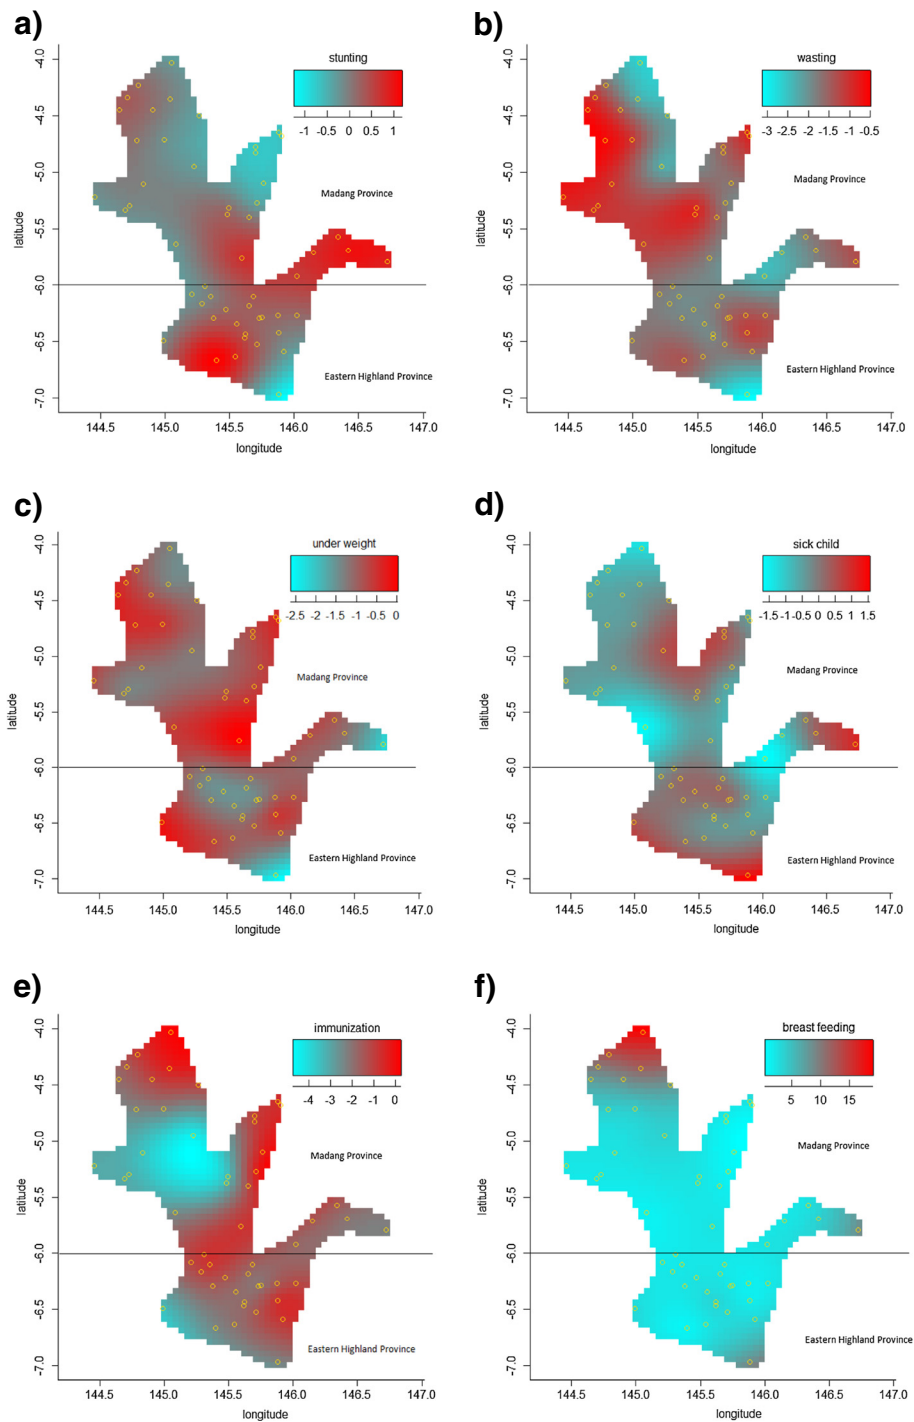 a)
stunting
-1 -0.5 0 0.5 1
Madang Province
Eastern Highland Province
latitude
-4.0
-4.5
-5.0
-5.5
-6.0
-6.5
-7.0
144.5 145.0 145.5 146.0 146.5 147.0
longitude
b)
wasting
-3 -2.5 -2 -1.5 -1 -0.5
Madang Province
Eastern Highland Province
latitude
-4.0
-4.5
-5.0
-5.5
-6.0
-6.5
-7.0
144.5 145.0 145.5 146.0 146.5 147.0
longitude
c)
under weight
-2.5 -2 -1.5 -1 -0.5 0
Madang Province
Eastern Highland Province
latitude
-4.0
-4.5
-5.0
-5.5
-6.0
-6.5
-7.0
144.5 145.0 145.5 146.0 146.5 147.0
longitude
d)
sick child
-1.5 -1 -0.5 0 0.5 1 1.5
Madang Province
Eastern Highland Province
latitude
-4.0
-4.5
-5.0
-5.5
-6.0
-6.5
-7.0
144.5 145.0 145.5 146.0 146.5 147.0
longitude
e)
immunization
-4 -3 -2 -1 0
Madang Province
Eastern Highland Province
latitude
-4.0
-4.5
-5.0
-5.5
-6.0
-6.5
-7.0
144.5 145.0 145.5 146.0 146.5 147.0
longitude
f)
breast feeding
5 10 15
Madang Province
Eastern Highland Province
latitude
-4.0
-4.5
-5.0
-5.5
-6.0
-6.5
-7.0
144.5 145.0 145.5 146.0 146.5 147.0
longitude